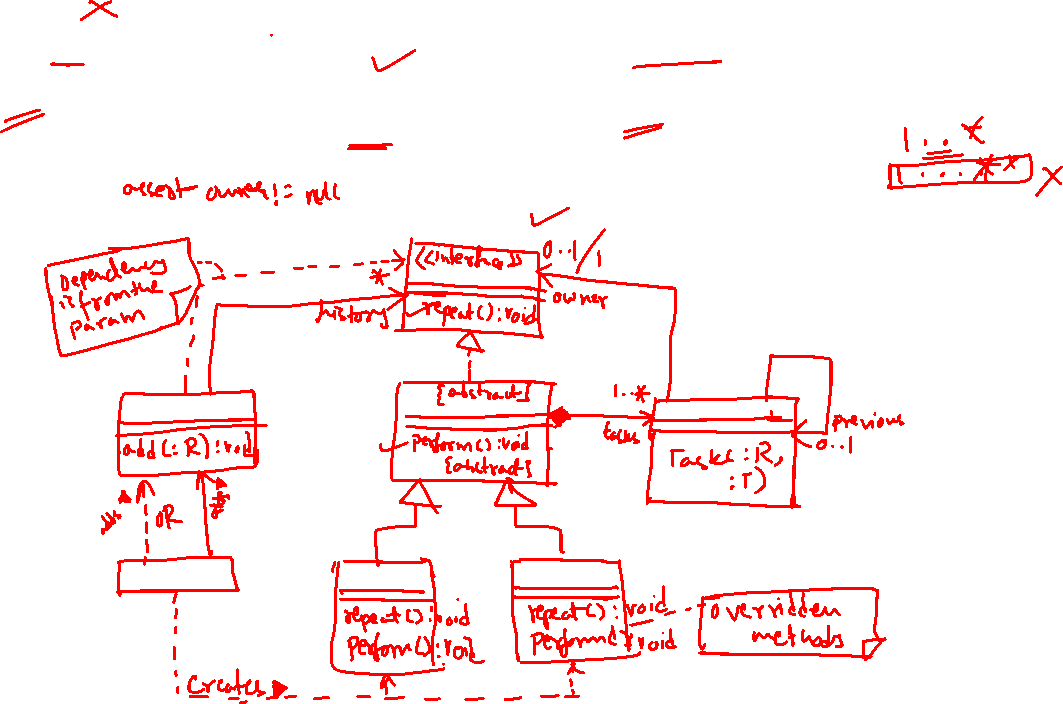 1..*
1...**
assert owner != null
Dependency
is from the
param
<<interface>>
repeat() : void
*
history
0..1/1
owner
{abstract}
perform() : void
{abstract}
1..*
tasks
Task( : R,
: T)
previous
0..1
add( : R) : void
OR
repeat() : void
perform() : void
repeat() : void
perform() void
overridden
methods
creates